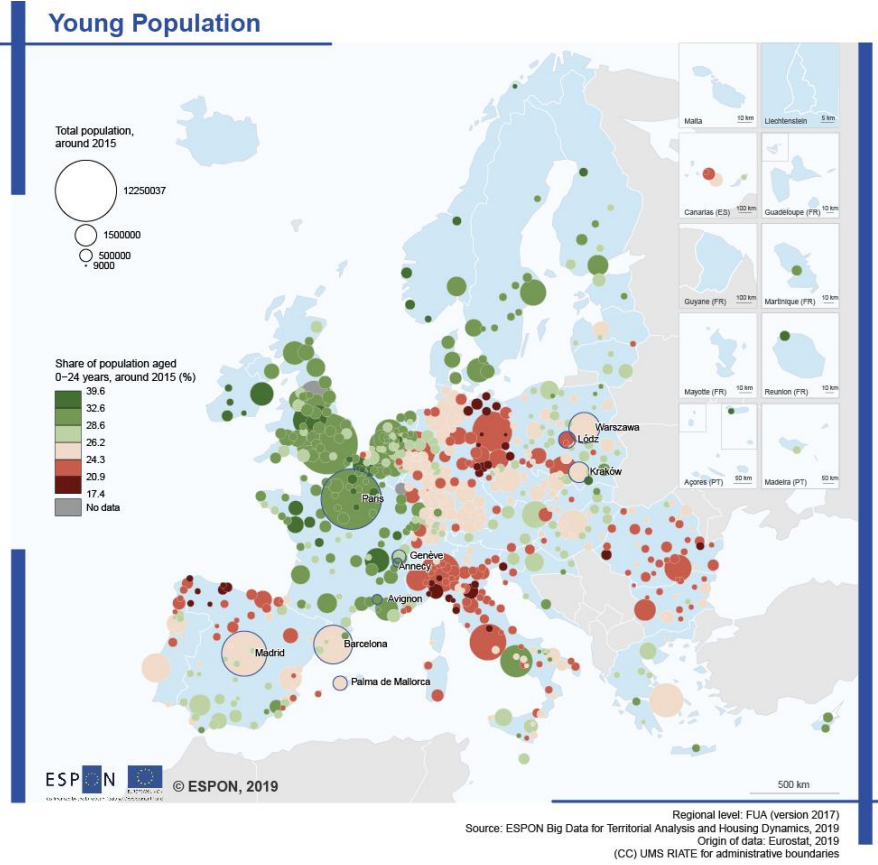 Young Population
Total population,
around 2015
12250037
1500000
500000
9000
Share of population aged
0−24 years, around 2015 (%)
39.6
32.6
28.6
26.2
24.3
20.9
17.4
No data
Malta
10 km
Liechtenstein
5 km
Canarias (ES)
100 km
Guadeloupe (FR)
10 km
Guyane (FR)
100 km
Martinique (FR)
10 km
Mayotte (FR)
10 km
Reunion (FR)
10 km
Açores (PT)
50 km
Madeira (PT)
50 km
Warszawa
Lódz
Kraków
Paris
Genève
Annecy
Avignon
Barcelona
Madrid
Palma de Mallorca
ESPON
© ESPON, 2019
500 km
Regional level: FUA (version 2017)
Source: ESPON Big Data for Territorial Analysis and Housing Dynamics, 2019
Origin of data: Eurostat, 2019
(CC) UMS RIATE for administrative boundaries